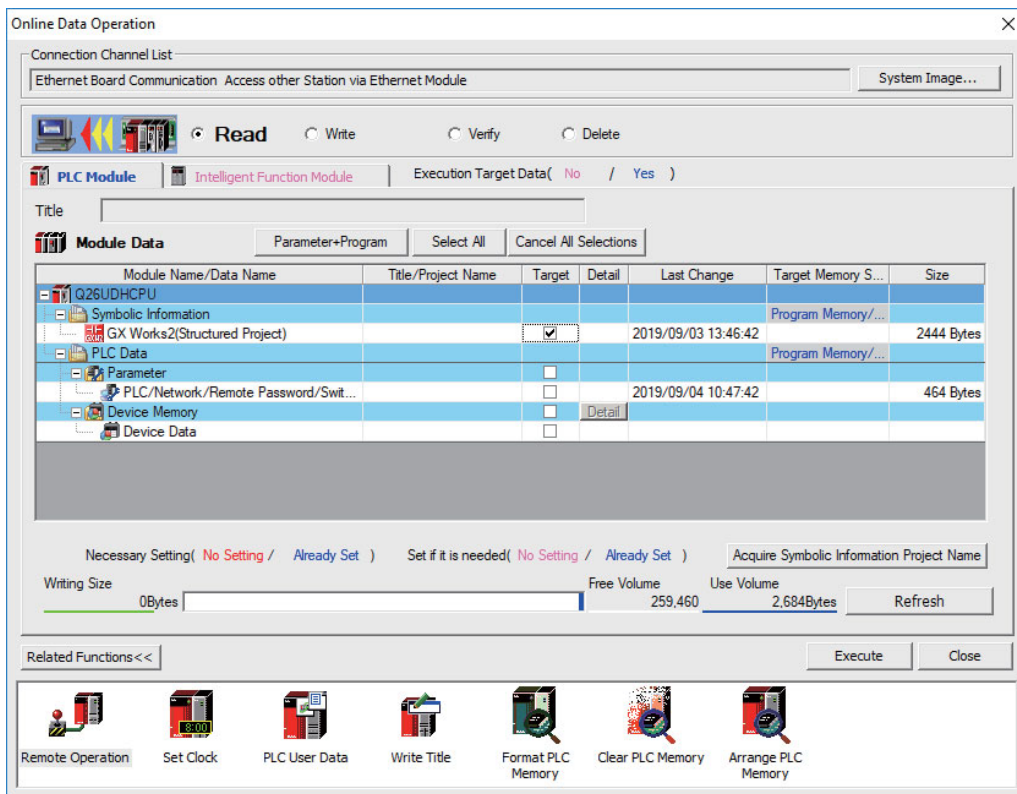 Online Data Operation
Connection Channel List
Ethernet Board Communication Access other Station via Ethernet Module
System Image...
Read Write Verify Delete
PLC Module Intelligent Function Module Execution Target Data( No / Yes )
Title
Module Data Parameter+Program Select All Cancel All Selections
Module Name/Data Name Title/Project Name Target Detail Last Change Target Memory S... Size
Q26UDHCPU
Symbolic Information Program Memory/...
GX Works2(Structured Project) 2019/09/03 13:46:42 2444 Bytes
PLC Data Program Memory/...
Parameter
PLC/Network/Remote Password/Swit... 2019/09/04 10:47:42 464 Bytes
Device Memory Detail
Device Data
Necessary Setting( No Setting / Already Set ) Set if it is needed( No Setting / Already Set ) Acquire Symbolic Information Project Name
Writing Size Free Volume Use Volume
0Bytes 259,460 2,684Bytes Refresh
Related Functions<< Execute Close
8:00
Remote Operation Set Clock PLC User Data Write Title Format PLC Clear PLC Memory Arrange PLC
Memory Memory